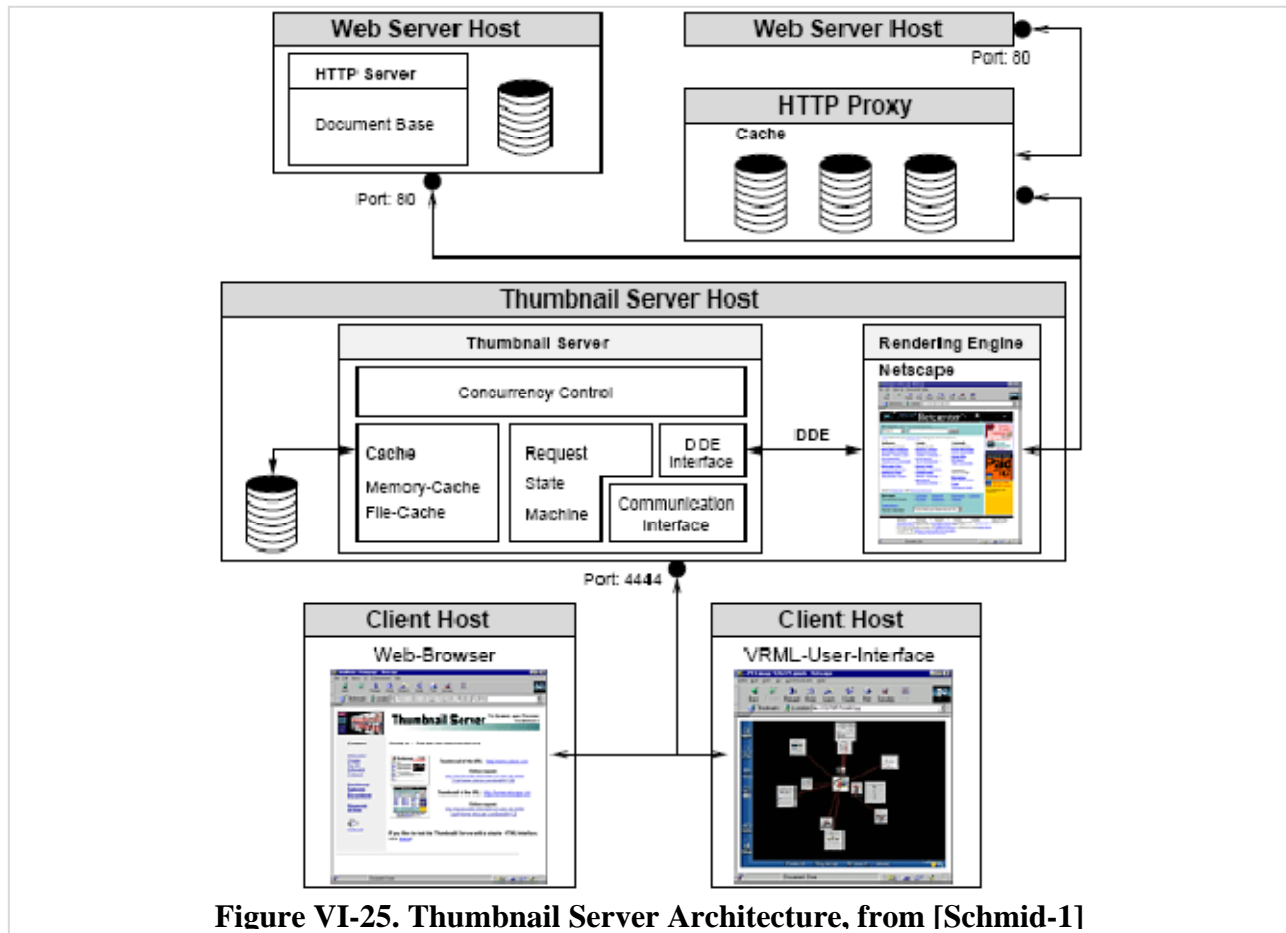 Web Server Host
HTTP Server
Document Base
Port: 80
Web Server Host
Port: 80
HTTP Proxy
Cache
Thumbnail Server Host
Thumbnail Server
Concurrency Control
Cache
Memory-Cache
File-Cache
Request
State
Machine
DDE
Interface
Communication
Interface
DDE
Rendering Engine
Netscape
Port: 4444
Client Host
Web-Browser
Thumbnail Server
Client Host
VRML-User-Interface
Figure VI-25. Thumbnail Server Architecture, from [Schmid-1]